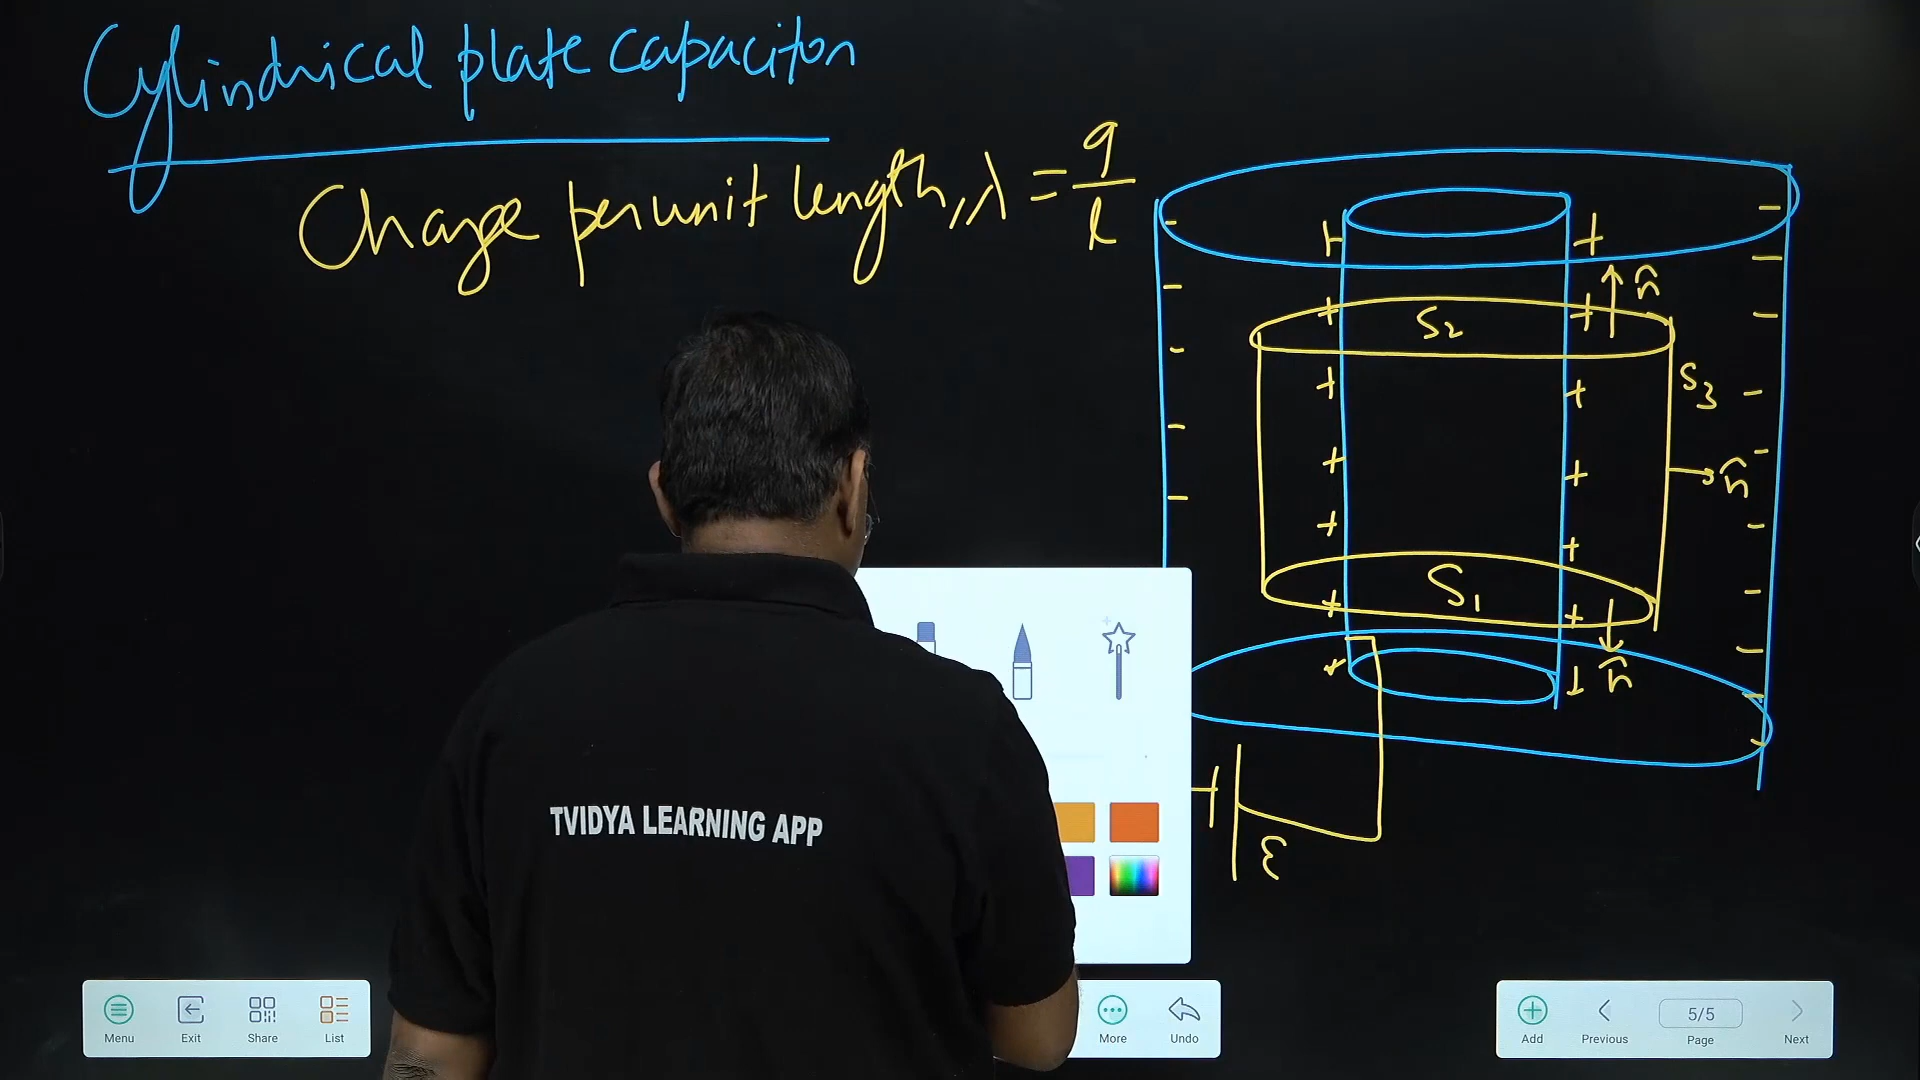 Cylindrical plate capacitor
Charge per unit length, λ = q/l
+ + n̂
+ S2 +
+ + S3
+ + n̂
+ +
+ S1 +
n̂
ε
TVIDYA LEARNING APP
Menu Exit Share List More Undo Add Previous 5/5 Page Next